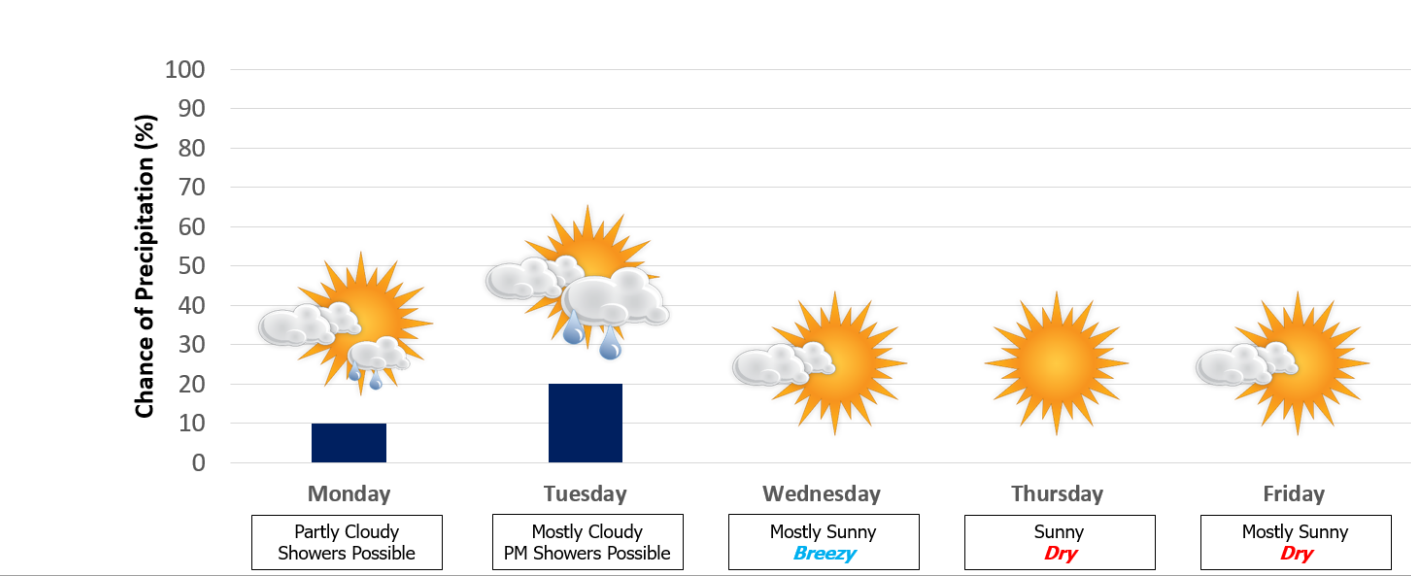 100
90
80
70
60
50
40
30
20
10
0
Chance of Precipitation (%)
Monday
Tuesday
Wednesday
Thursday
Friday
Partly Cloudy
Showers Possible
Mostly Cloudy
PM Showers Possible
Mostly Sunny
Breezy
Sunny
Dry
Mostly Sunny
Dry